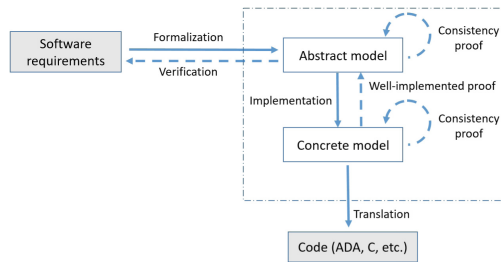 Software
requirements
Formalization
Verification
Abstract model
Consistency
proof
Implementation
Well-implemented proof
Concrete model
Consistency
proof
Translation
Code (ADA, C, etc.)